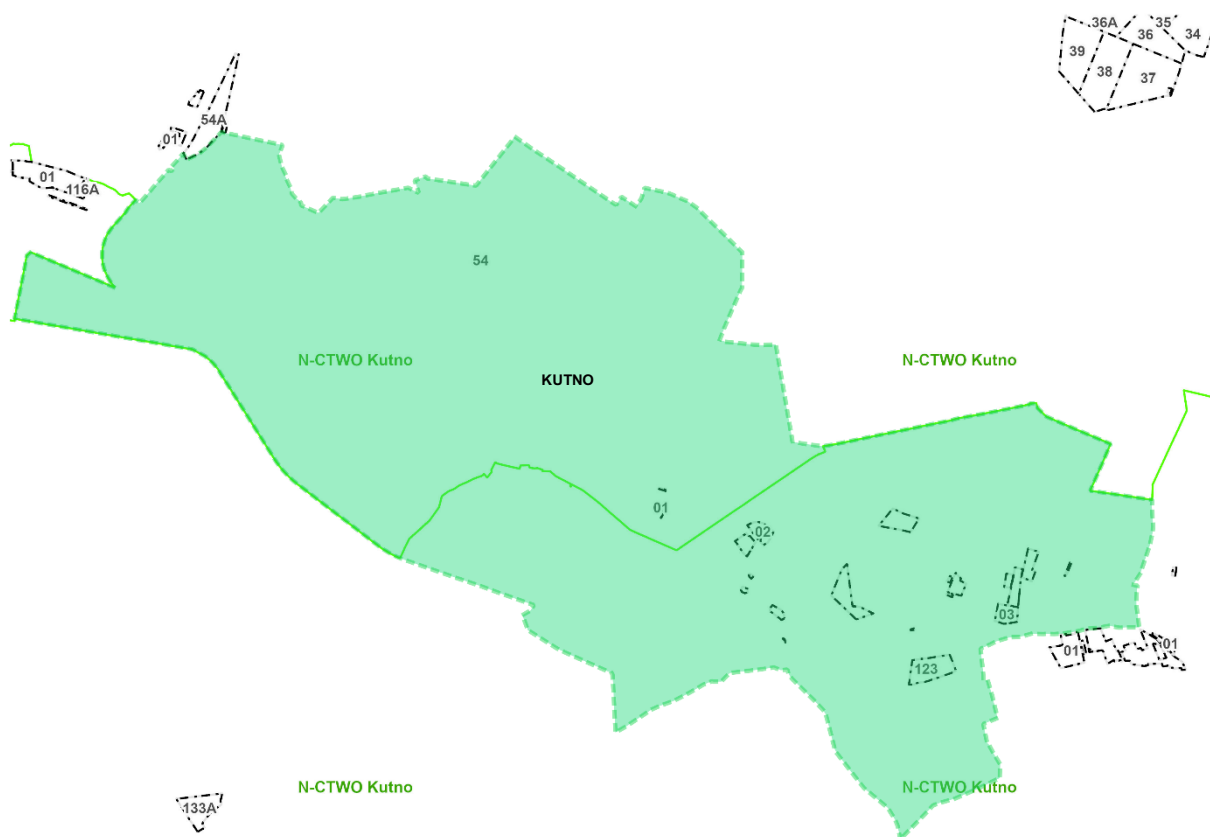 36A
35
36
34
39
38
37
54A
01
01
116A
54
N-CTWO Kutno
N-CTWO Kutno
KUTNO
01
02
03
01
01
123
N-CTWO Kutno
N-CTWO Kutno
133A